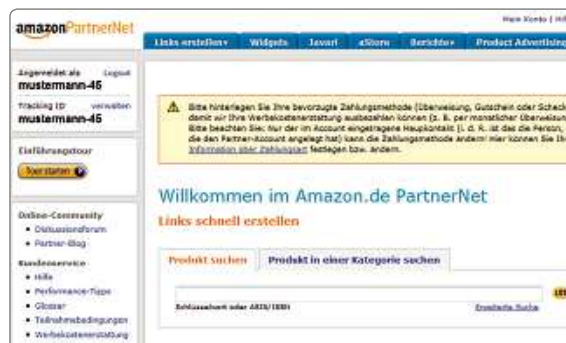 amazonPartnerNet
Mein Konto | Hil
Links erstellen Widgets Javari aStore Berichte Product Advertising
Angemeldet als Logout
mustermann-45
Tracking ID verwalten
mustermann-45
Einführungstour
Tour starten
Online-Community
Diskussionsforum
Partner-Blog
Kundenservice
Hilfe
Performance-Tipps
Glossar
Teilnahmebedingungen
Werbekostenerstattung
Bitte hinterlegen Sie Ihre bevorzugte Zahlungsmethode (Überweisung, Gutschein oder Scheck
damit wir Ihre Werbekostenerstattung ausbezahlen können (z. B. per monatlicher Überweisun
Bitte beachten Sie: Nur der im Account eingetragene Hauptkontakt (i. d. R. ist das die Person,
die den Partner-Account angelegt hat) kann die Zahlungsmethode ändern! Hier können Sie Ih
Information über Zahlungsart festlegen bzw. ändern.
Willkommen im Amazon.de PartnerNet
Links schnell erstellen
Produkt suchen Produkt in einer Kategorie suchen
Schlüsselwort oder ASIN/ISBN Erweiterte Suche